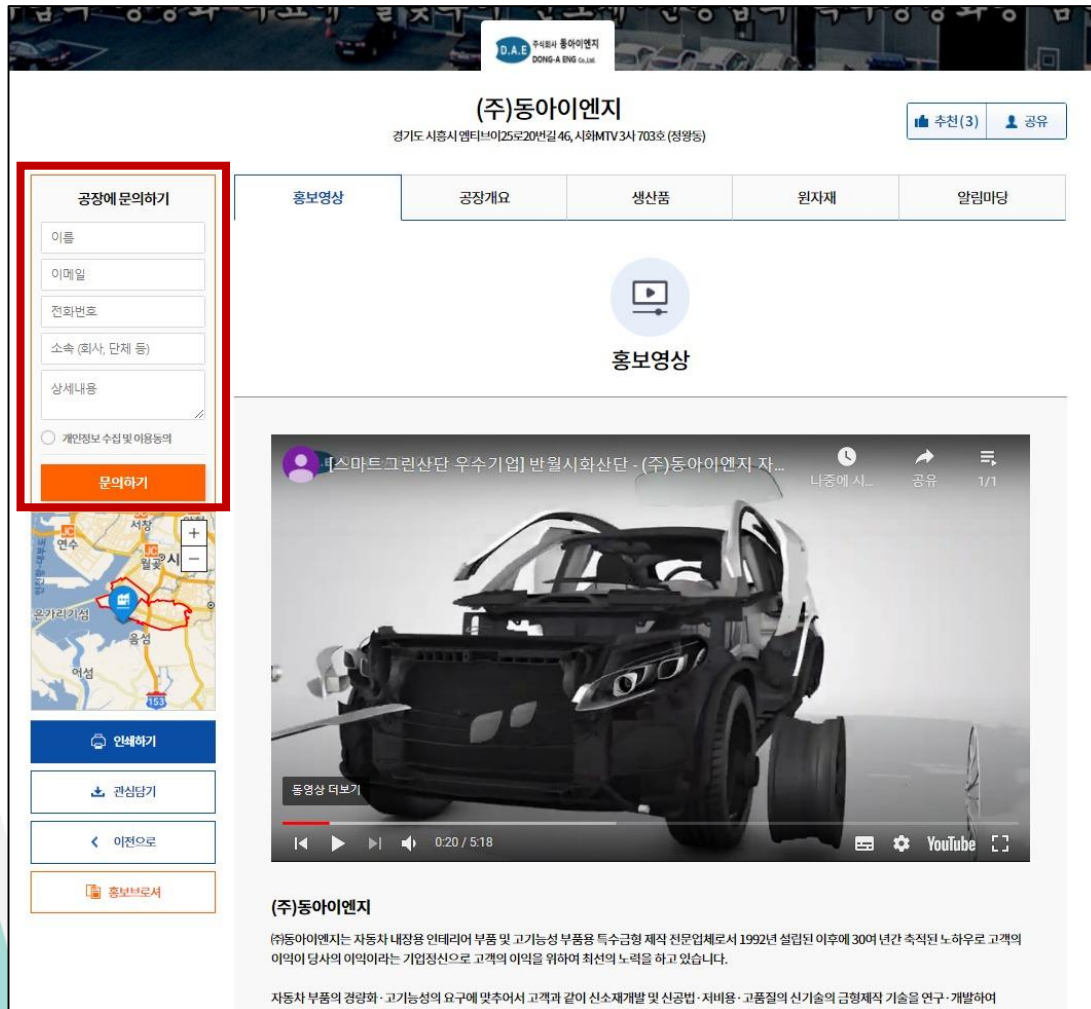 D.A.E 주식회사 동아이엔지
DONG-A ENG Co.,Ltd.
(주)동아이엔지
경기도 시흥시 엠티브이25로20번길 46, 시화MTV 3사 703호 (정왕동)
추천(3)
공유
공장에 문의하기
이름
이메일
전화번호
소속 (회사, 단체 등)
상세내용
개인정보 수집 및 이용동의
문의하기
홍보영상
공장개요
생산품
원자재
알림마당
홍보영상
[스마트그린산단 우수기업] 반월시화산단 - (주)동아이엔지 자...
나중에 시...
공유
1/1
동영상 더보기
0:20 / 5:18
YouTube
JC
서창
JC
연수
월곶
시
음섬
어섬
153
+
−
인쇄하기
관심담기
이전으로
홍보브로셔
(주)동아이엔지
㈜동아이엔지는 자동차 내장용 인테리어 부품 및 고기능성 부품용 특수금형 제작 전문업체로서 1992년 설립된 이후에 30여 년간 축적된 노하우로 고객의
이익이 당사의 이익이라는 기업정신으로 고객의 이익을 위하여 최선의 노력을 하고 있습니다.
자동차 부품의 경량화·고기능성의 요구에 맞추어서 고객과 같이 신소재개발 및 신공법·저비용·고품질의 신기술의 금형제작 기술을 연구·개발하여